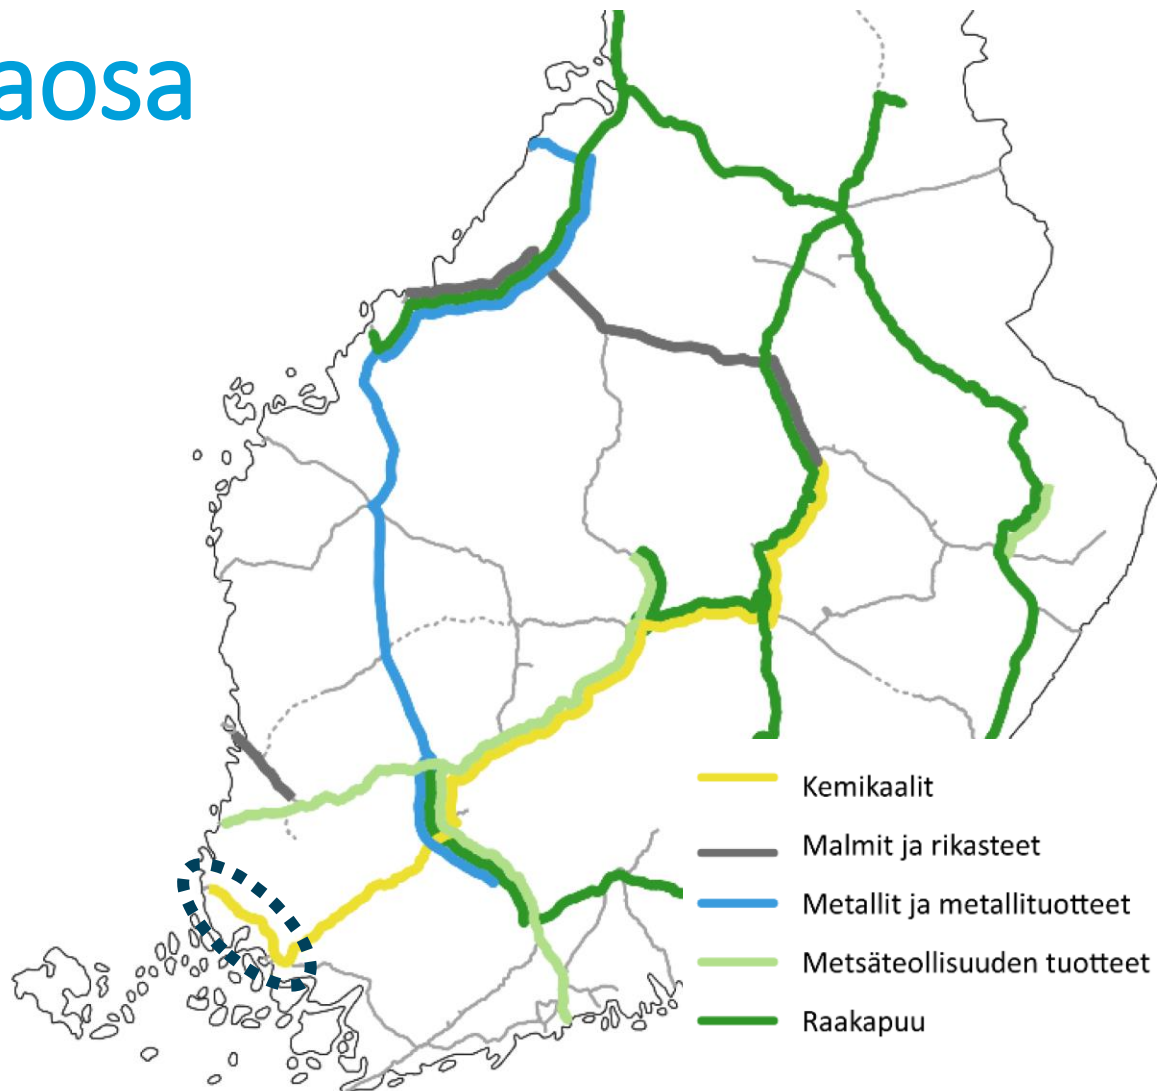 aosa
Kemikaalit
Malmit ja rikasteet
Metallit ja metallituotteet
Metsäteollisuuden tuotteet
Raakapuu